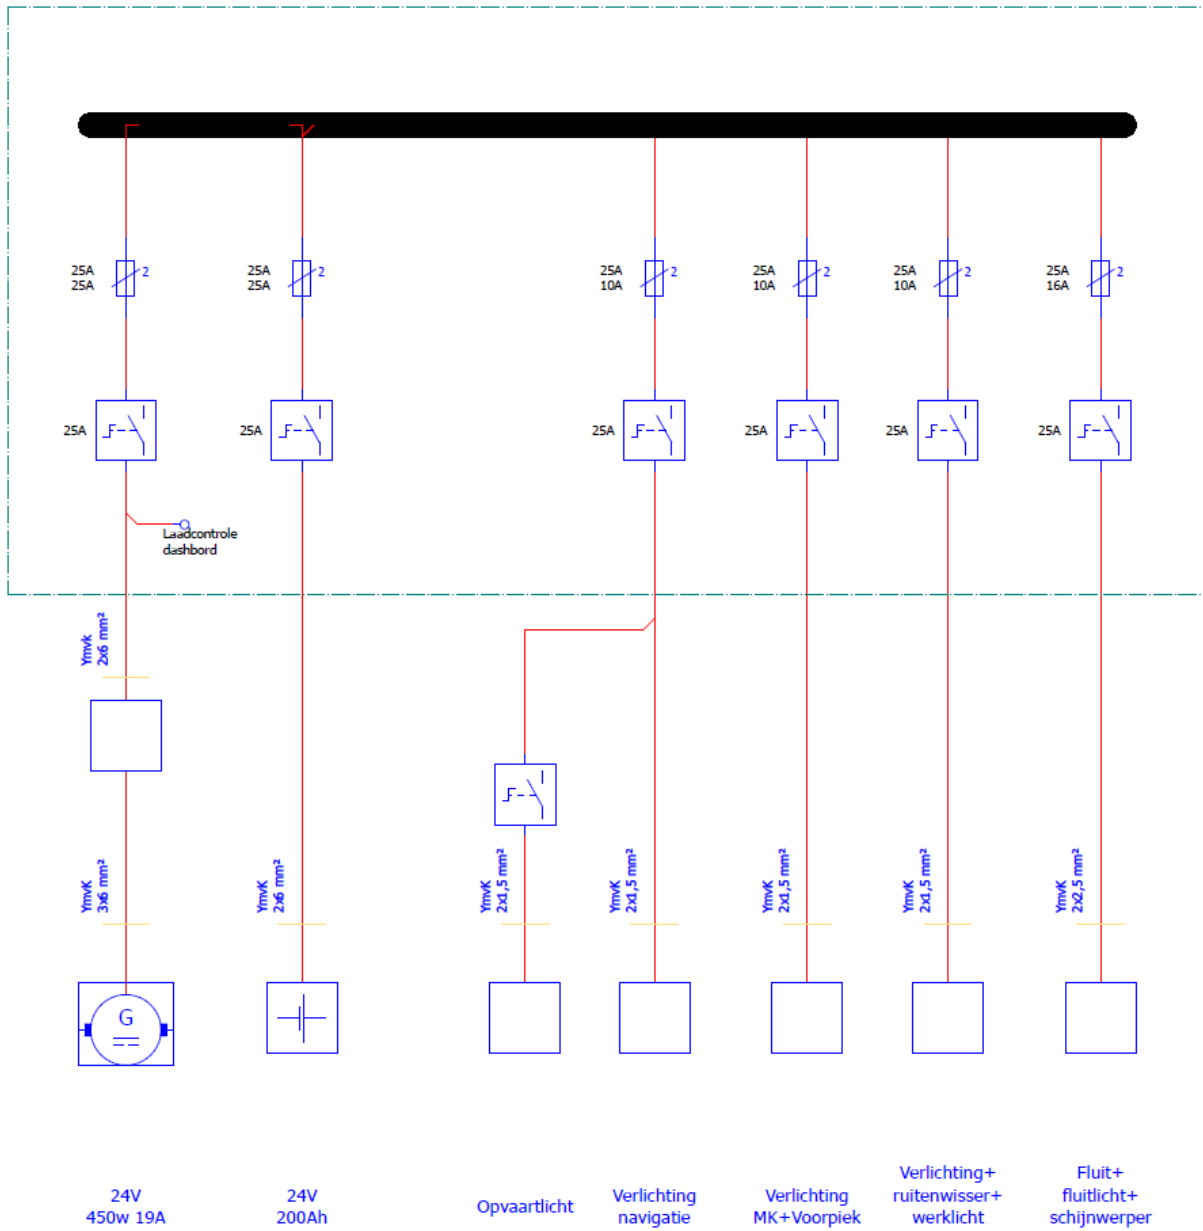 25A
25A
2
25A
25A
2
25A
10A
2
25A
10A
2
25A
10A
2
25A
16A
2
25A
25A
25A
25A
25A
25A
Laadcontrole
dashbord
Ymvk
2x6 mm²
YmvK
3x6 mm²
YmvK
2x6 mm²
YmvK
2x1,5 mm²
YmvK
2x1,5 mm²
YmvK
2x1,5 mm²
YmvK
2x1,5 mm²
YmvK
2x2,5 mm²
G
24V
450w 19A
24V
200Ah
Opvaartlicht
Verlichting
navigatie
Verlichting
MK+Voorpiek
Verlichting+
ruitenwisser+
werklicht
Fluit+
fluitlicht+
schijnwerper